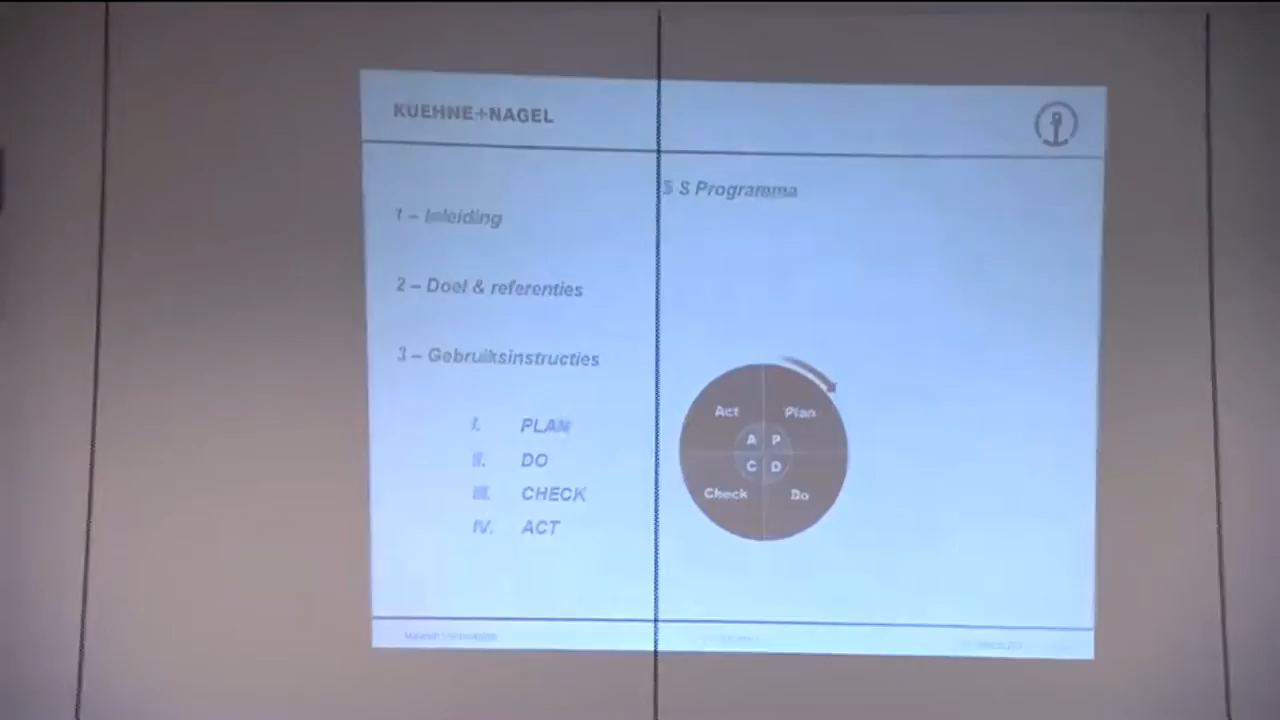 KUEHNE+NAGEL
5 S Programma
1 – Inleiding
2 – Doel & referenties
3 – Gebruiksinstructies
I. PLAN
II. DO
III. CHECK
IV. ACT
Act Plan
A P
C D
Check Do